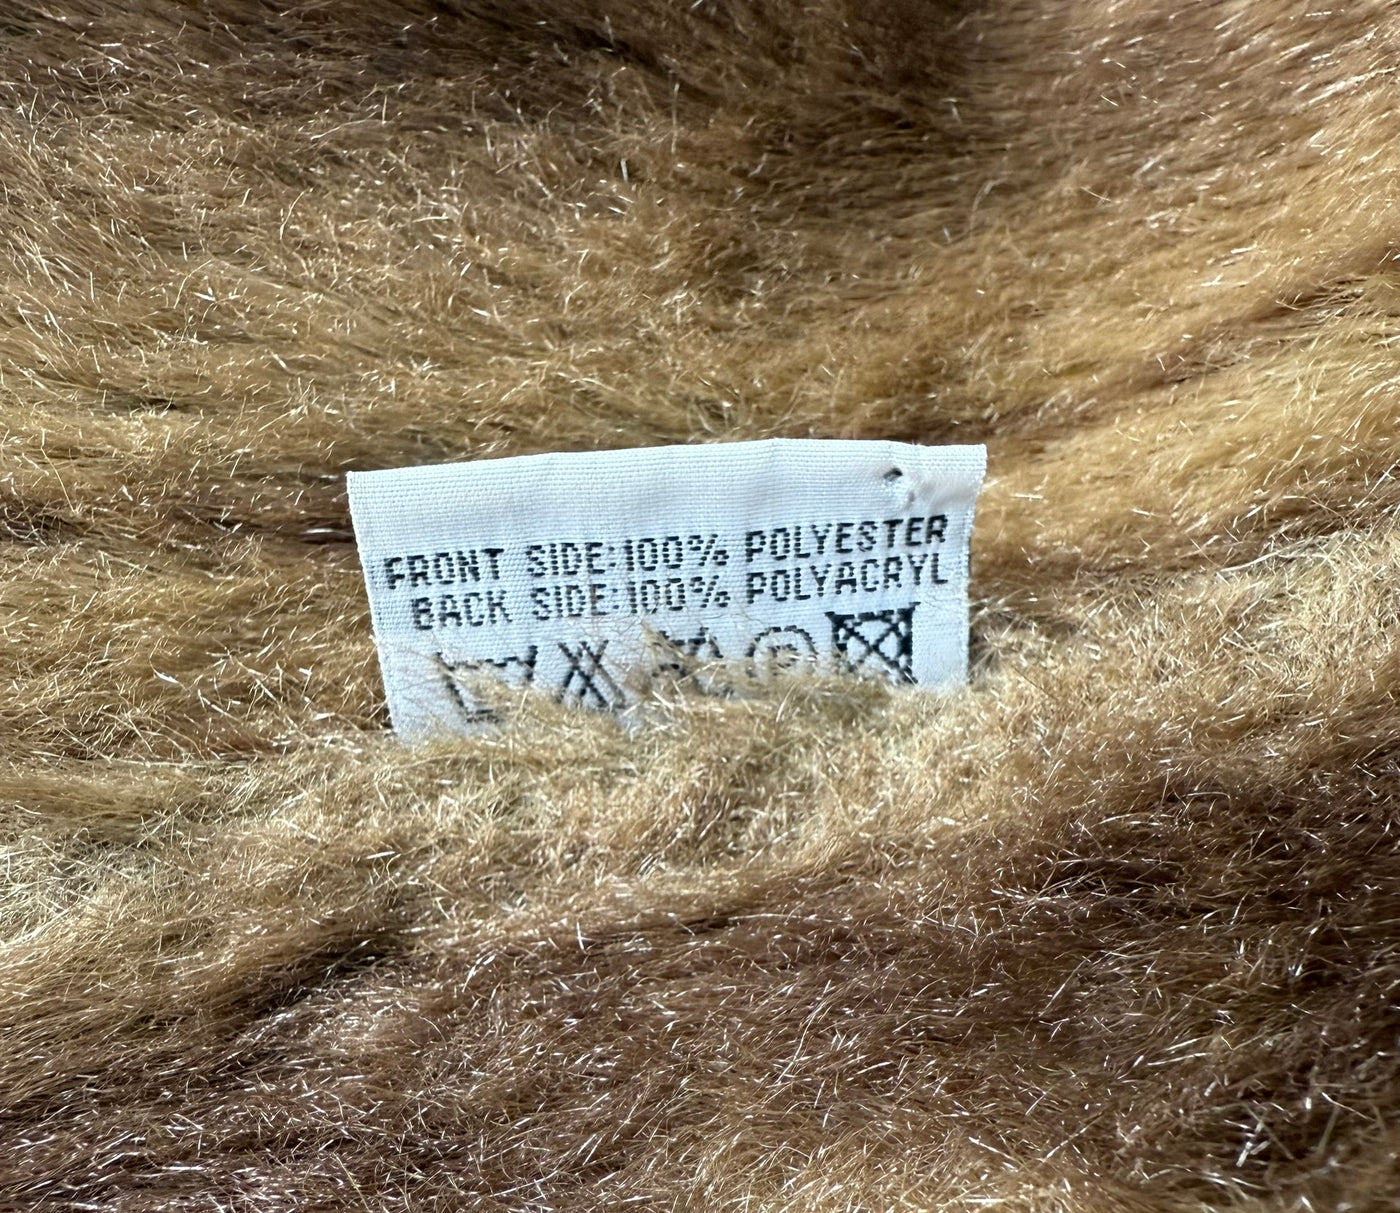 FRONT SIDE:100% POLYESTER
BACK SIDE:100% POLYACRYL
P